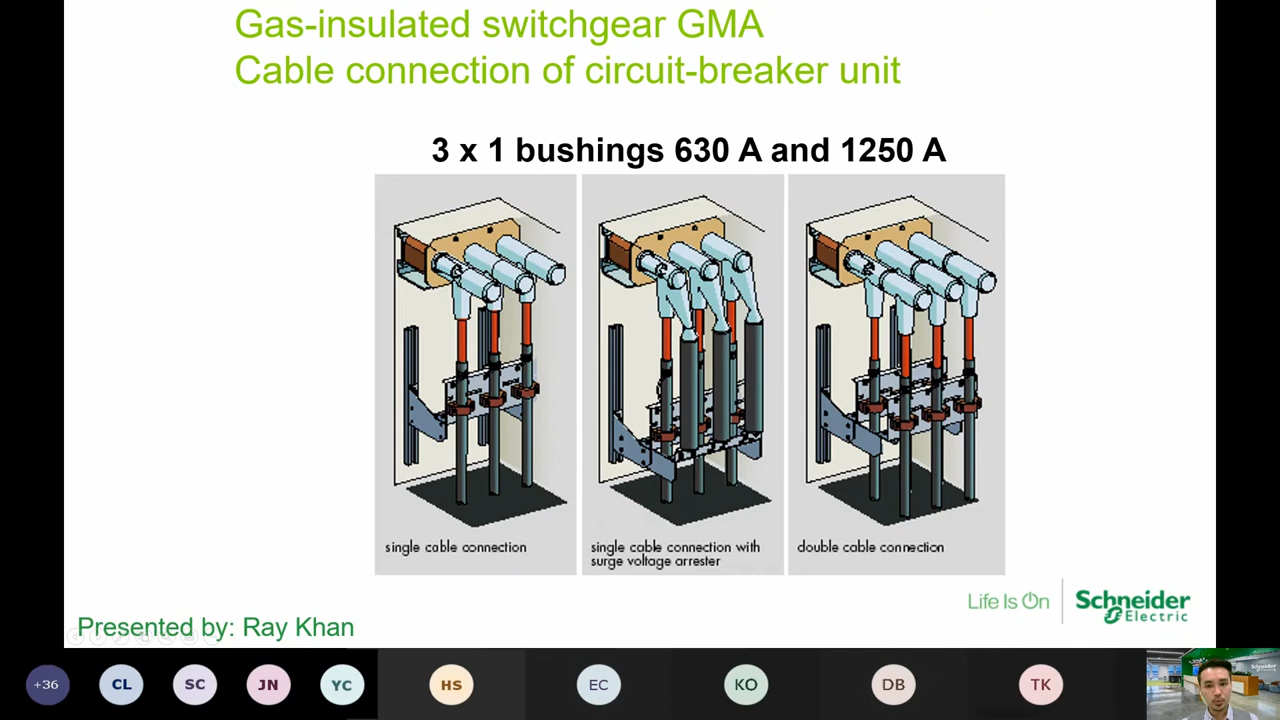 Gas-insulated switchgear GMA
Cable connection of circuit-breaker unit
3 x 1 bushings 630 A and 1250 A
single cable connection
single cable connection with
surge voltage arrester
double cable connection
Life Is On
Schneider
Electric
Presented by: Ray Khan
+36
CL
SC
JN
YC
HS
EC
KO
DB
TK